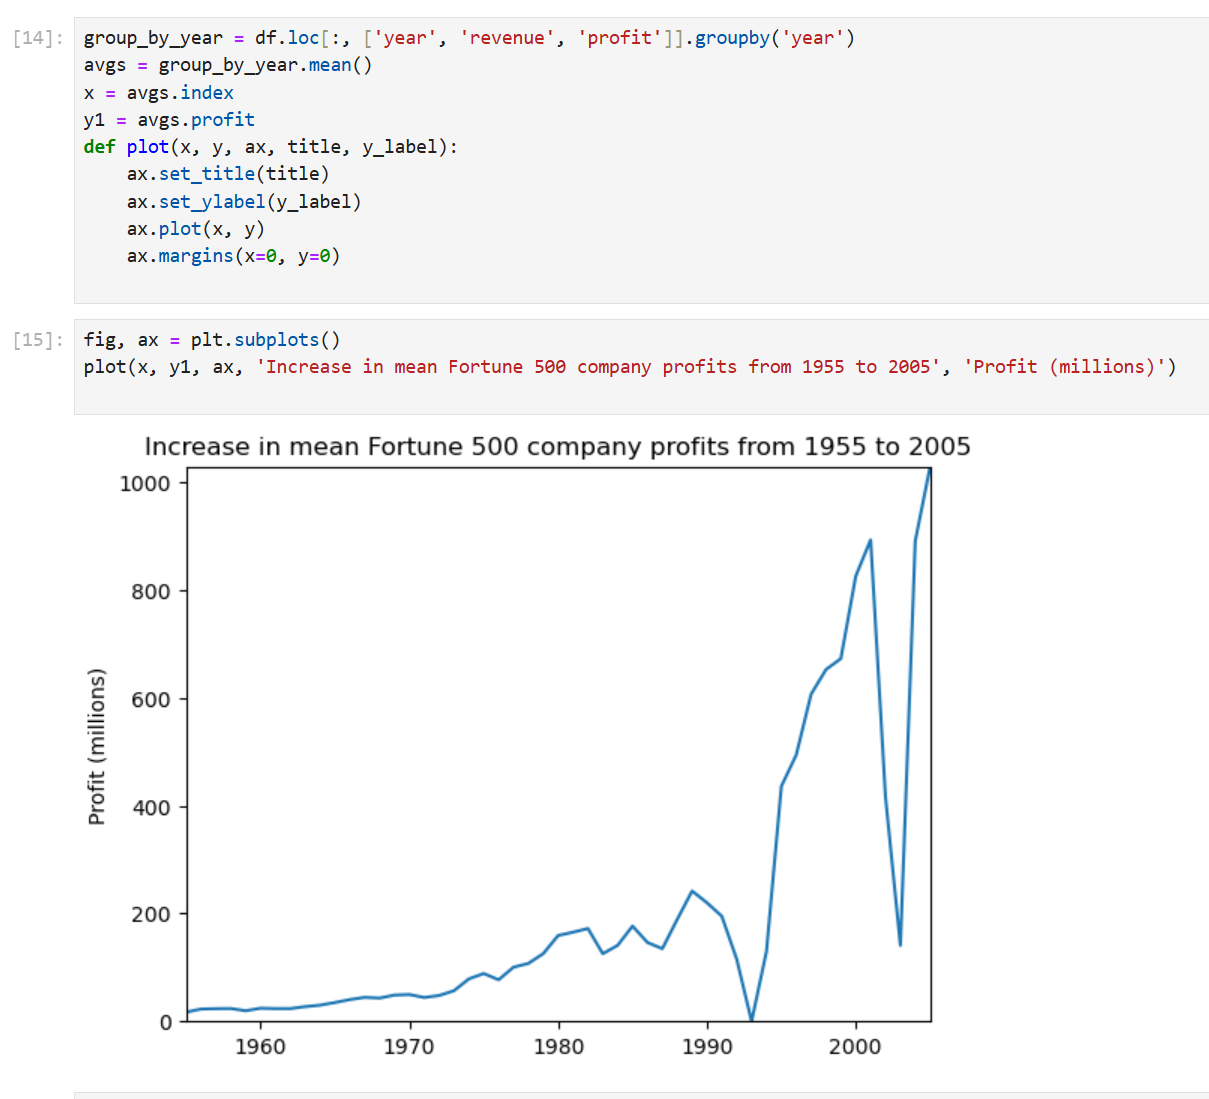 [14]: group_by_year = df.loc[:, ['year', 'revenue', 'profit']].groupby('year')
avgs = group_by_year.mean()
x = avgs.index
y1 = avgs.profit
def plot(x, y, ax, title, y_label):
    ax.set_title(title)
    ax.set_ylabel(y_label)
    ax.plot(x, y)
    ax.margins(x=0, y=0)
[15]: fig, ax = plt.subplots()
plot(x, y1, ax, 'Increase in mean Fortune 500 company profits from 1955 to 2005', 'Profit (millions)')
Increase in mean Fortune 500 company profits from 1955 to 2005
1000
800
600
400
200
0
Profit (millions)
1960 1970 1980 1990 2000